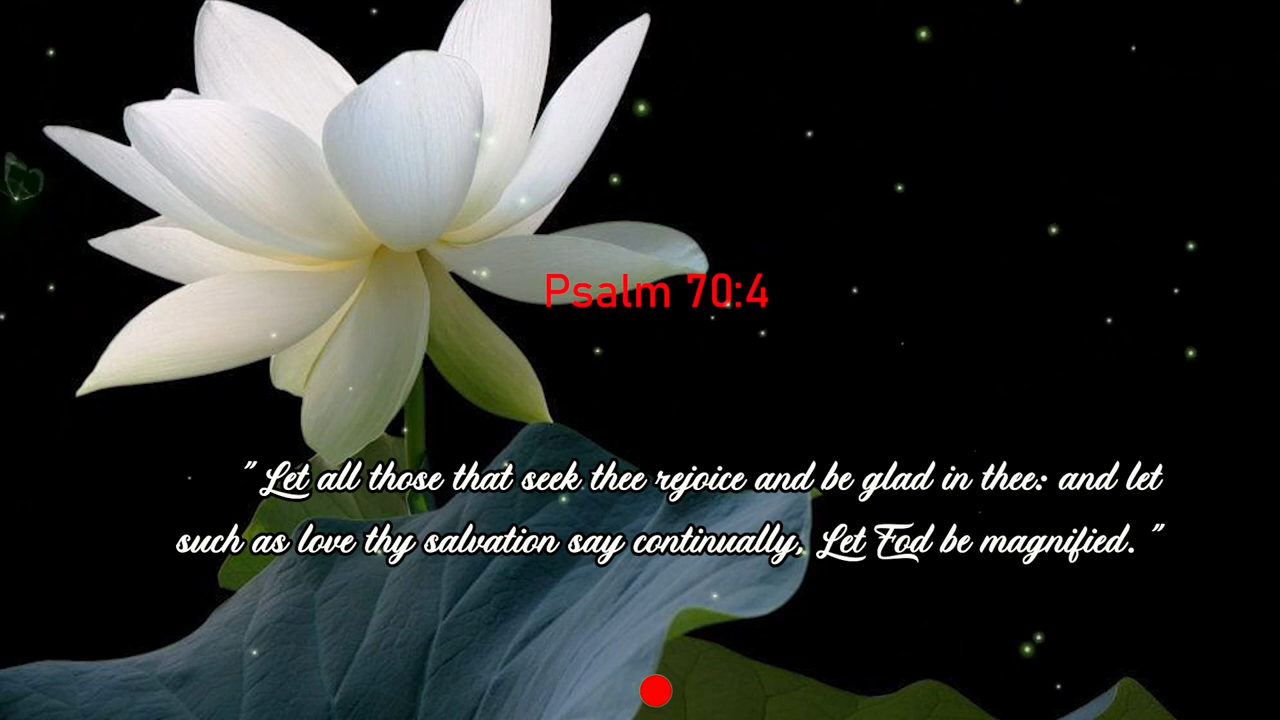 Psalm 70:4
" Let all those that seek thee rejoice and be glad in thee: and let
such as love thy salvation say continually, Let God be magnified. "